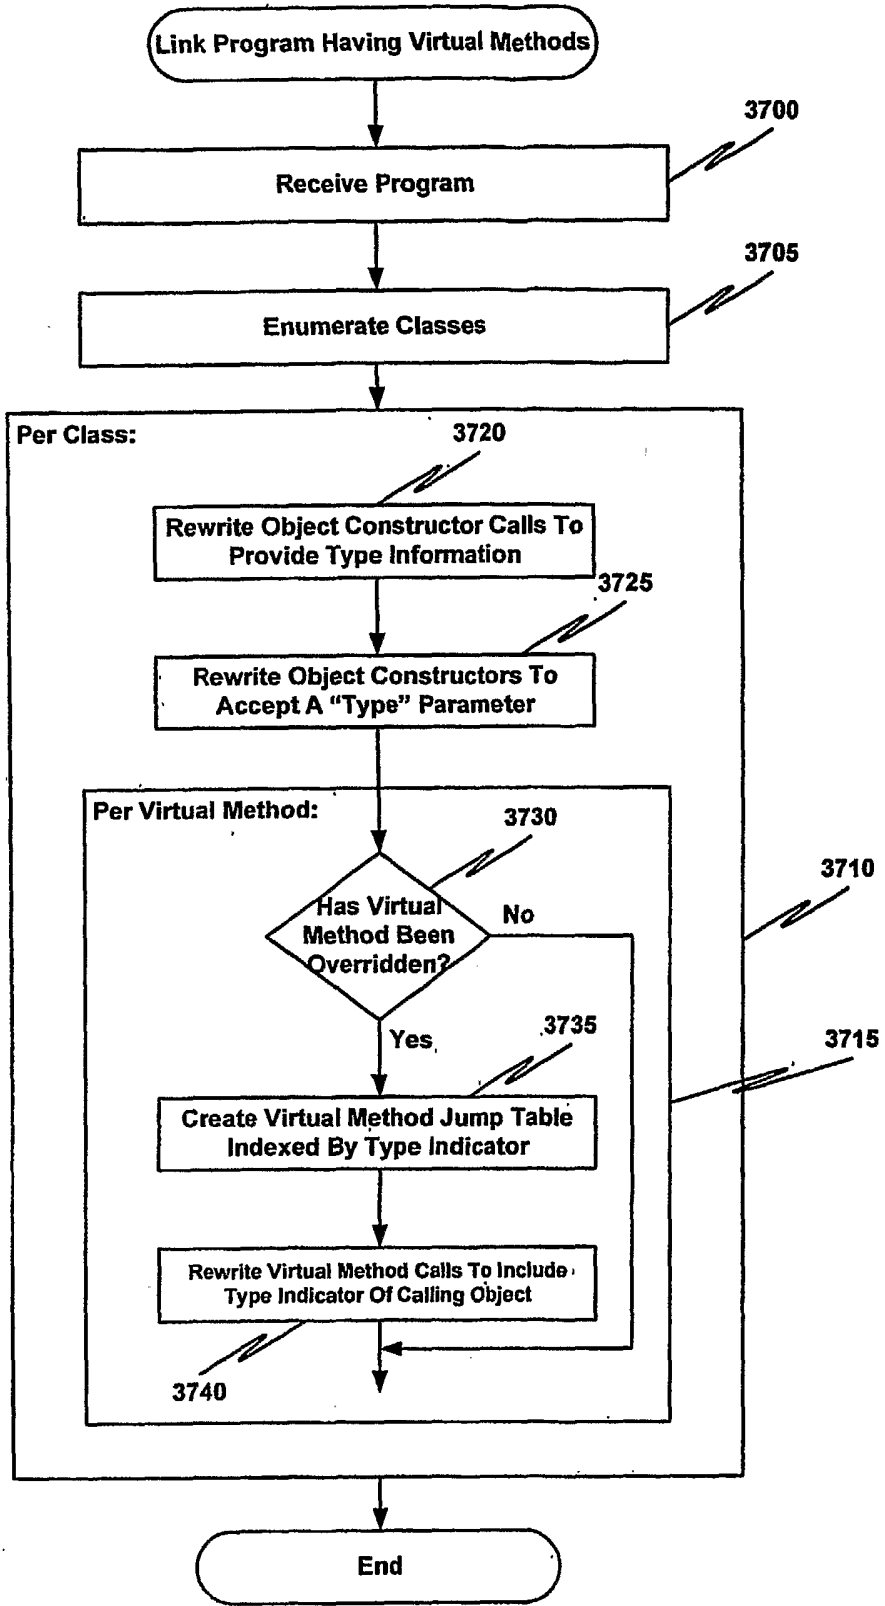 Link Program Having Virtual Methods
3700
Receive Program
3705
Enumerate Classes
Per Class:
3720
Rewrite Object Constructor Calls To
Provide Type Information
3725
Rewrite Object Constructors To
Accept A “Type” Parameter
Per Virtual Method:
3730
3710
Has Virtual
Method Been
Overridden?
No
Yes
3735
3715
Create Virtual Method Jump Table
Indexed By Type Indicator
Rewrite Virtual Method Calls To Include
Type Indicator Of Calling Object
3740
End